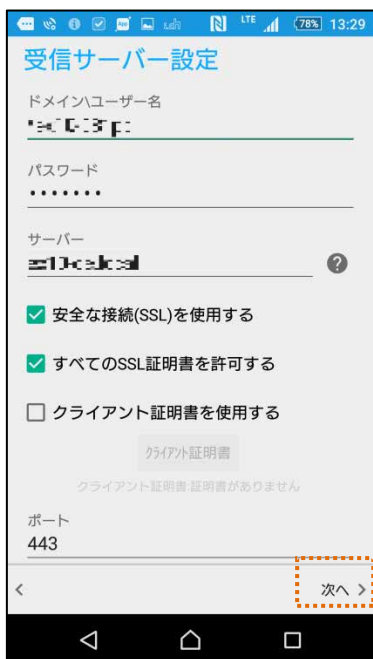 LTE 78% 13:29
受信サーバー設定
ドメイン\ユーザー名
パスワード
•••••••
サーバー
安全な接続(SSL)を使用する
すべてのSSL証明書を許可する
クライアント証明書を使用する
クライアント証明書
クライアント証明書:証明書がありません
ポート
443
次へ